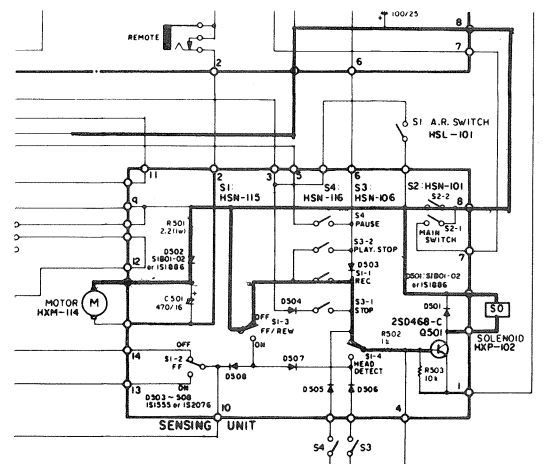 100/25
8
REMOTE
7
2
6
S1 A.R. SWITCH
HSL-101
11
2
3
5
6
S1:
HSN-115
S4:
HSN-116
S3:
HSN-106
S2:HSN-101
S2-2
9
8
R501
2.2(1W)
S4
PAUSE
S2-1
MAIN
SWITCH
D502
S1B01-02
or 1S1886
S3-2
PLAY. STOP
7
12
D503
S1-1
REC
D501:S1B01-02
or 1S1886
MOTOR
HXM-114
M
C501
470/16
D504
S3-1
STOP
D501
SO
OFF
S1-3
FF/REW
ON
2SD468-C
Q501
SOLENOID
HXP-102
R502
1k
14
OFF
S1-2
FF
ON
S1-4
HEAD
DETECT
D508
D507
R503
10k
13
D505
D506
D503~508
1S1555 or 1S2076
10
4
1
SENSING UNIT
S4
S3